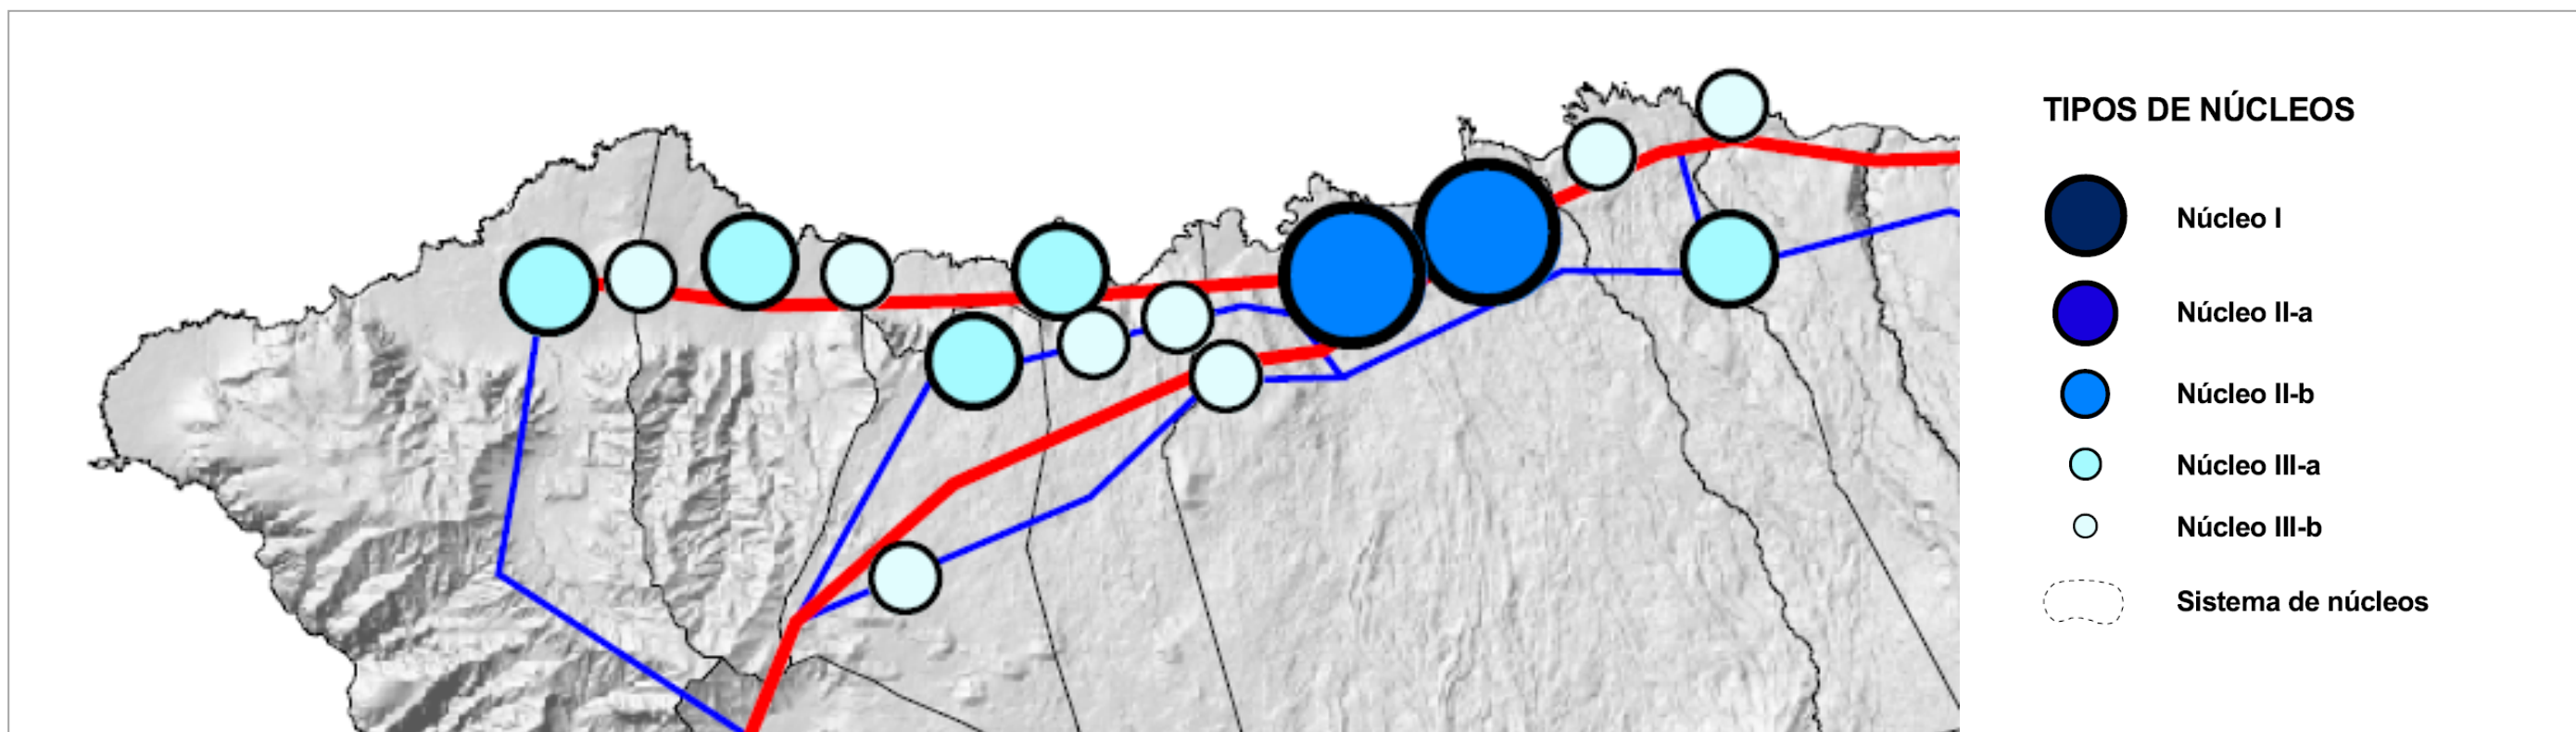 TIPOS DE NÚCLEOS
Núcleo I
Núcleo II-a
Núcleo II-b
Núcleo III-a
Núcleo III-b
Sistema de núcleos